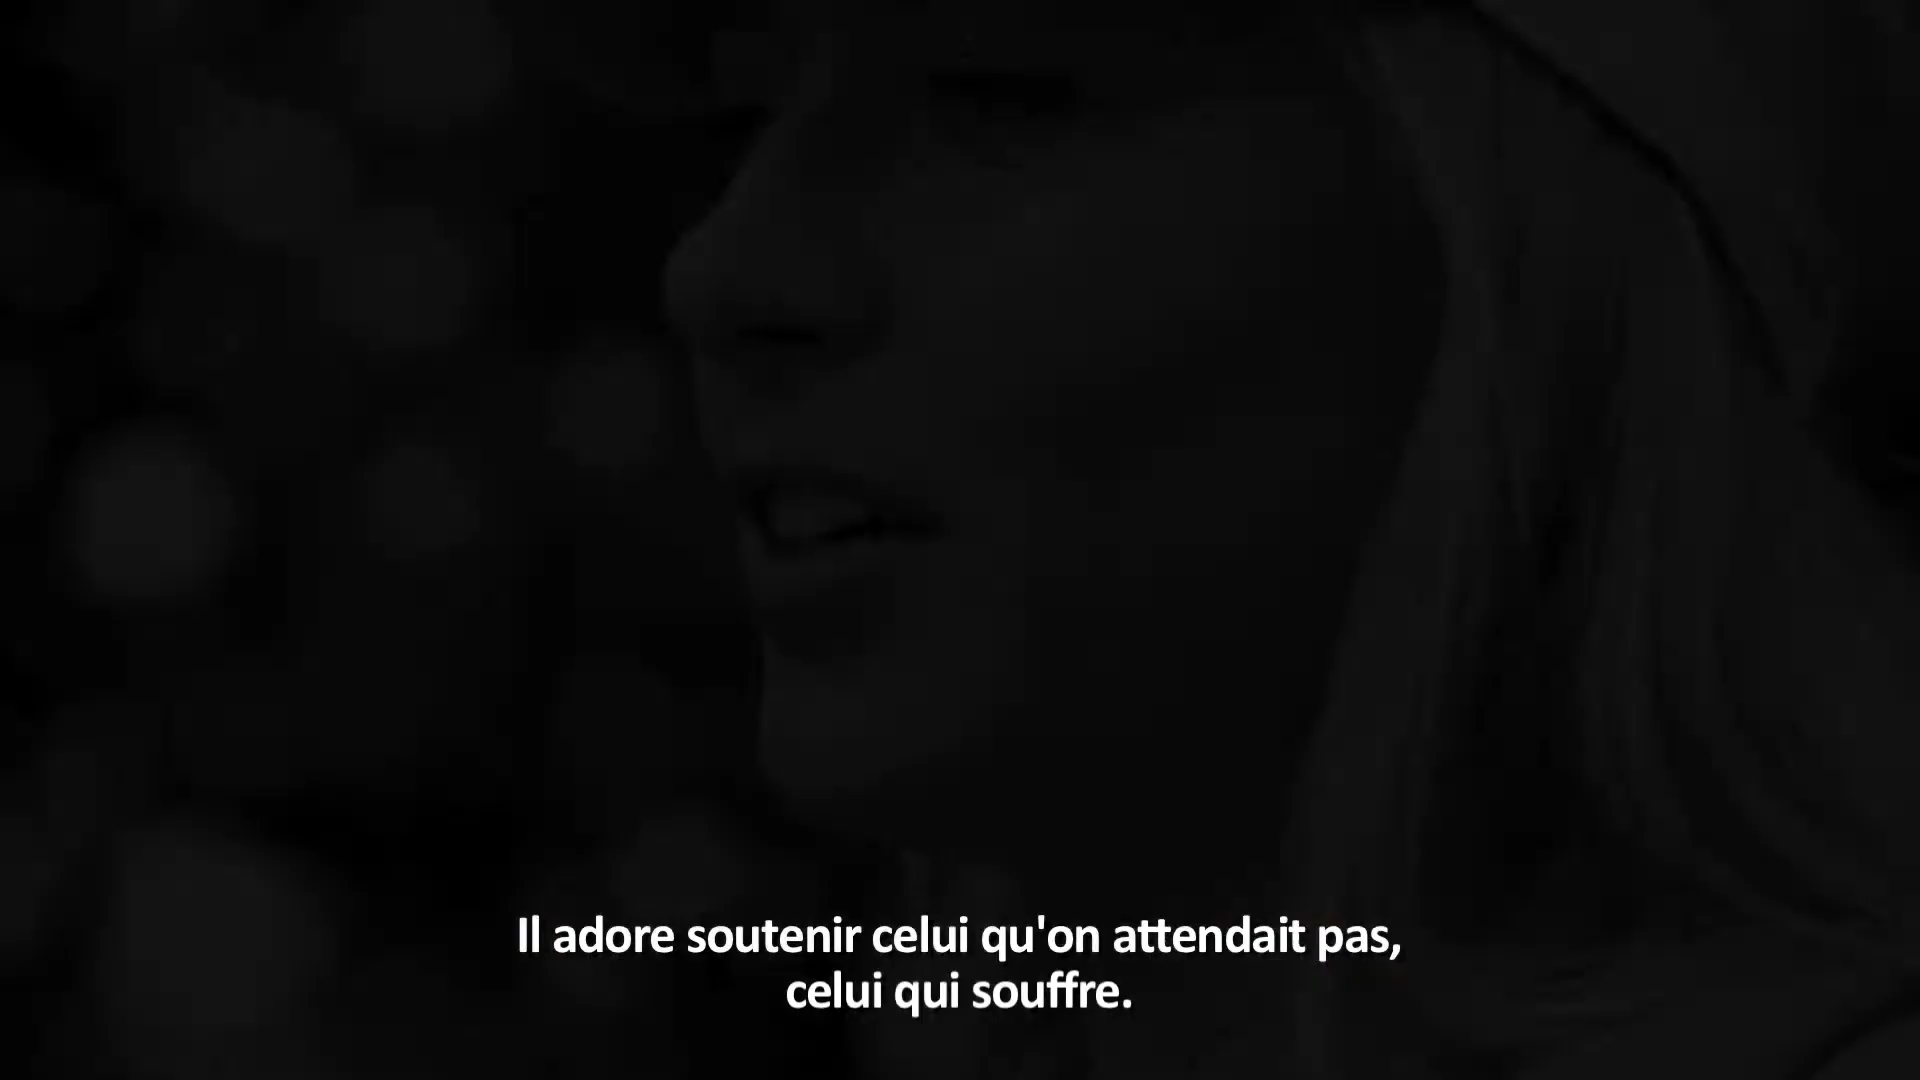 Il adore soutenir celui qu'on attendait pas,
celui qui souffre.